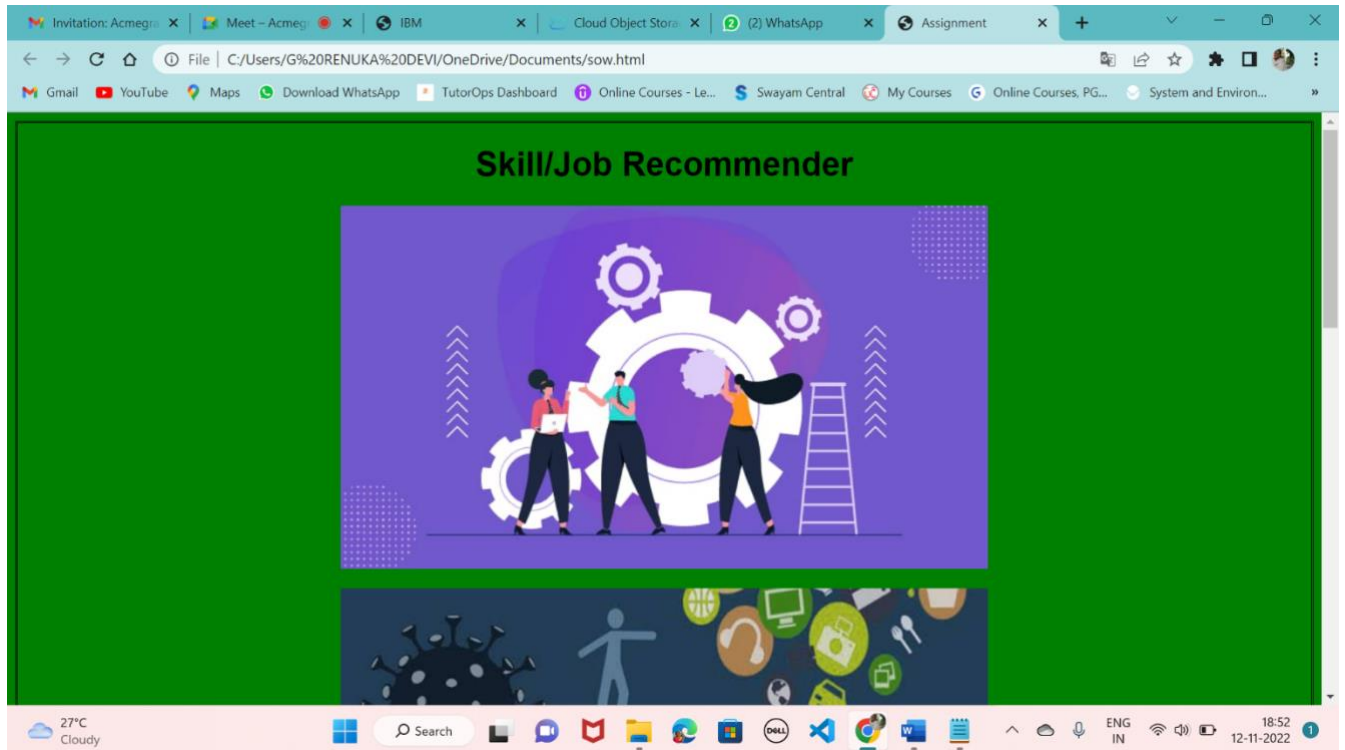 Invitation: Acmegra
Meet – Acmeg
IBM
Cloud Object Stora
(2) WhatsApp
Assignment
File | C:/Users/G%20RENUKA%20DEVI/OneDrive/Documents/sow.html
Gmail YouTube Maps Download WhatsApp TutorOps Dashboard Online Courses - Le... Swayam Central My Courses Online Courses, PG... System and Environ... »
Skill/Job Recommender
27°C
Cloudy
Search
DELL
W
ENG
IN
18:52
12-11-2022
1